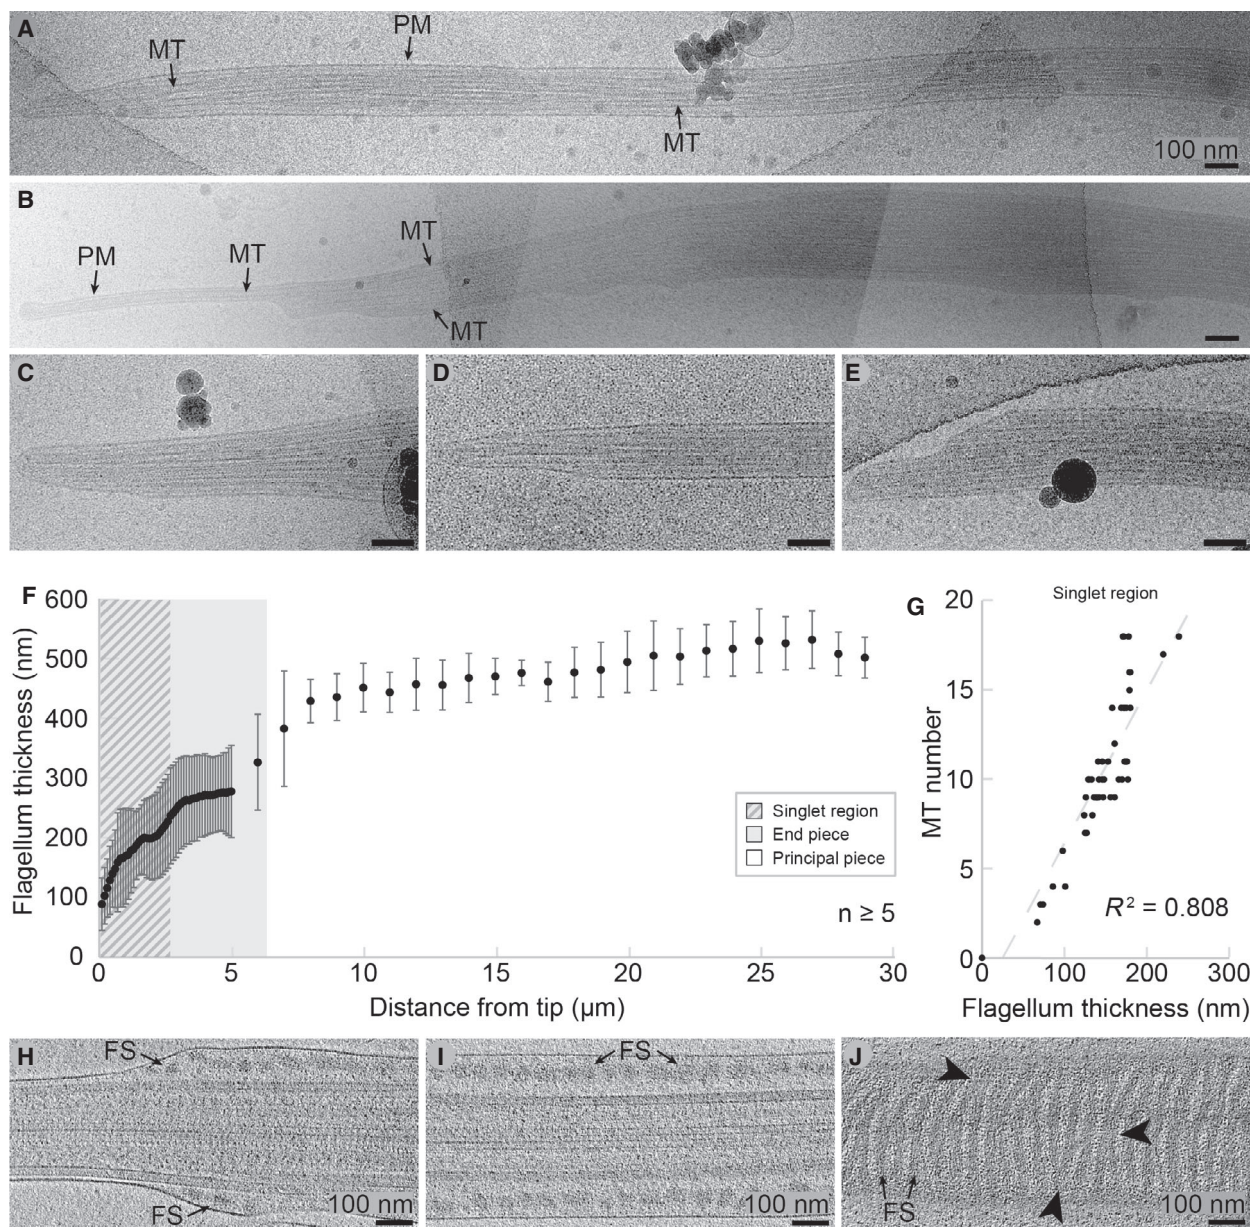 A
MT
PM
MT
100 nm
B
PM
MT
MT
MT
C
D
E
F
600
500
400
300
200
100
0
Flagellum thickness (nm)
0
5
10
15
20
25
30
Distance from tip (µm)
Singlet region
End piece
Principal piece
n ≥ 5
G
Singlet region
20
15
10
5
0
MT number
R² = 0.808
0
100
200
300
Flagellum thickness (nm)
H
FS
FS
100 nm
I
FS
100 nm
J
FS
100 nm